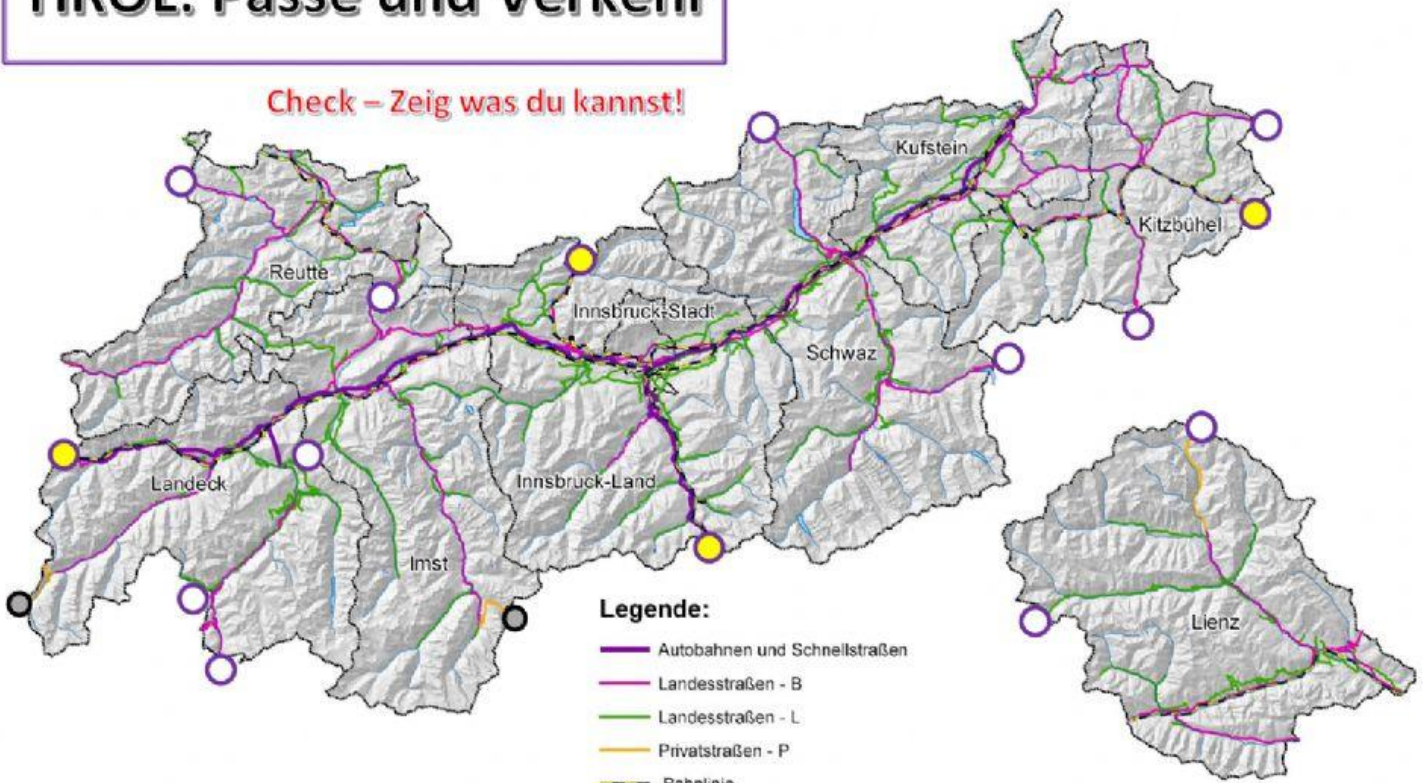 TIROL: Pässe und Verkehr
Check – Zeig was du kannst!
Kufstein
Kitzbühel
Reutte
Innsbruck-Stadt
Schwaz
Landeck
Innsbruck-Land
Imst
Lienz
Legende:
Autobahnen und Schnellstraßen
Landesstraßen - B
Landesstraßen - L
Privatstraßen - P
Bahnlinie